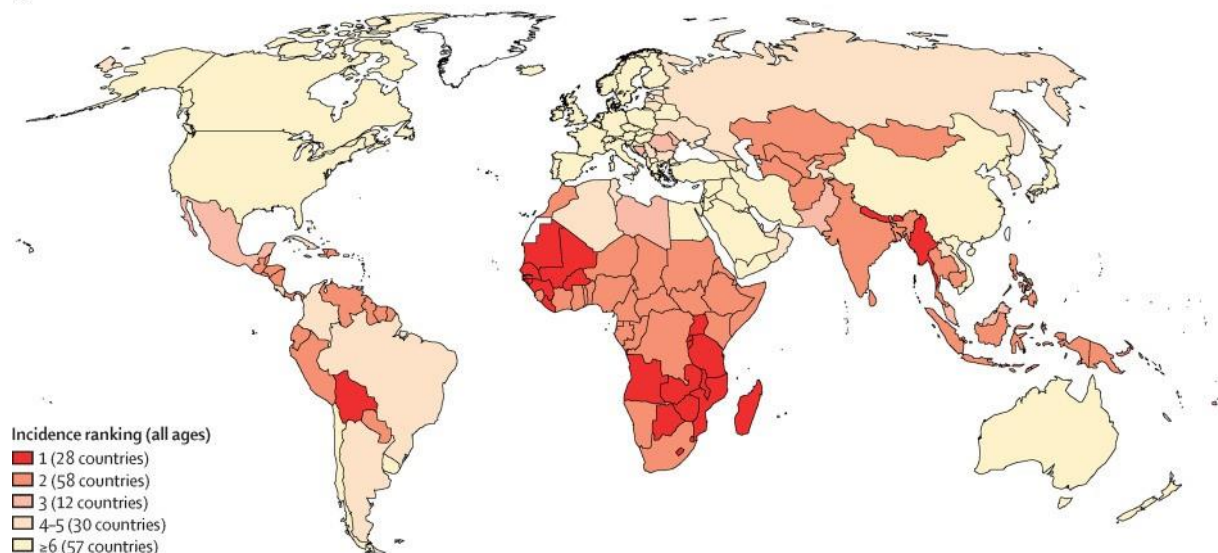 Incidence ranking (all ages)
1 (28 countries)
2 (58 countries)
3 (12 countries)
4–5 (30 countries)
≥6 (57 countries)